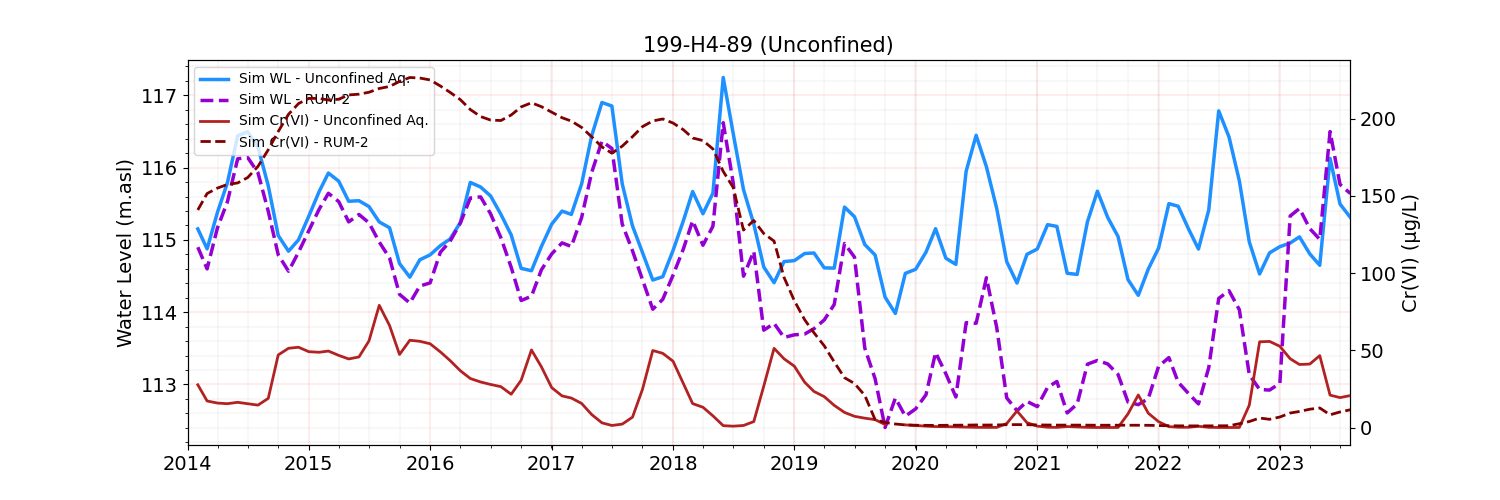 199-H4-89 (Unconfined)
Sim WL - Unconfined Aq.
Sim WL - RUM-2
Sim Cr(VI) - Unconfined Aq.
Sim Cr(VI) - RUM-2
Water Level (m.asl)
117
116
115
114
113
Cr(VI) (µg/L)
200
150
100
50
0
2014 2015 2016 2017 2018 2019 2020 2021 2022 2023